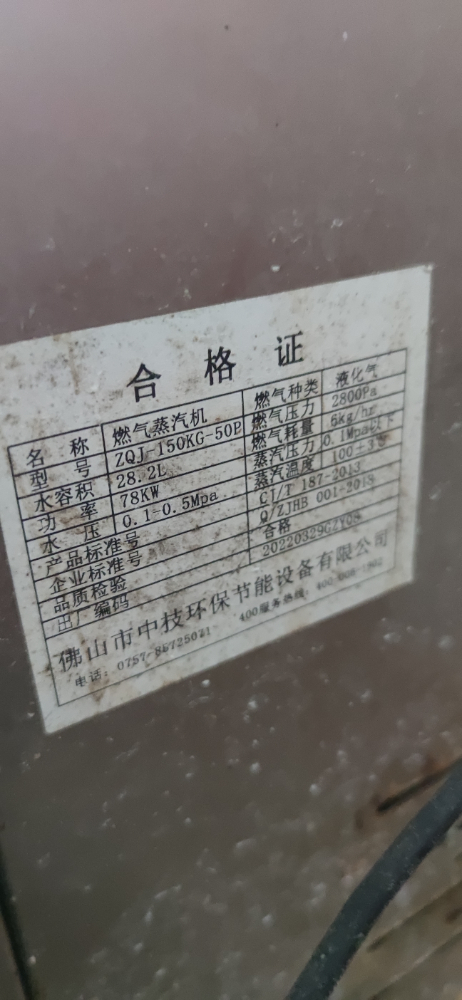 合格证
名称 燃气蒸汽机 燃气种类 液化气
型号 ZQJ-150KG-50B 燃气压力 2800Pa
水容积 28.2L 燃气耗量 6kg/hr
功率 78KW 蒸汽压力 0.1Mpa以下
水压 0.1-0.5Mpa 蒸汽温度 100±3℃
产品标准号 CJ/T 187-2013
企业标准号 Q/ZJHB 001-2018
品质检验 合格
出厂编码
佛山市中技环保节能设备有限公司
电话: 0757-86725021 400服务热线: